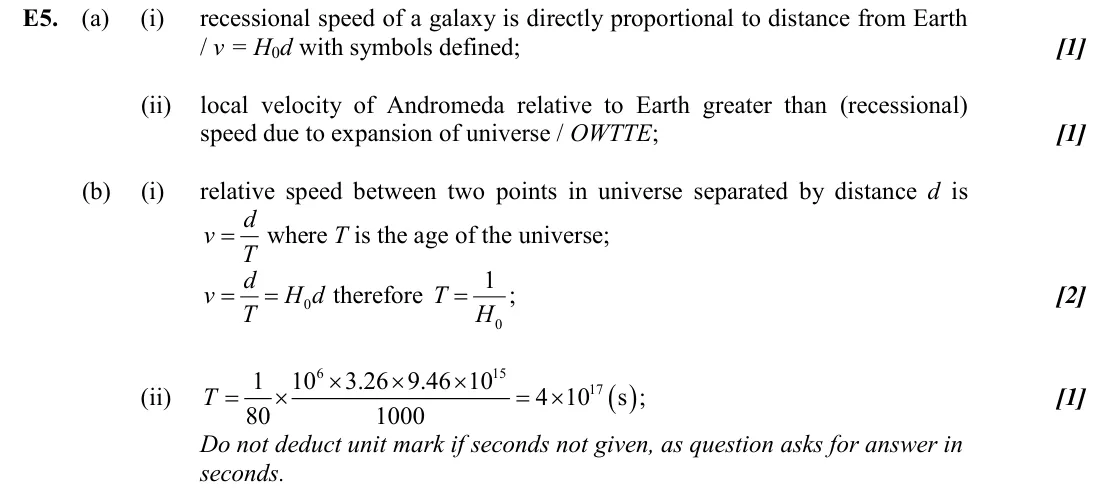 E5. (a) (i) recessional speed of a galaxy is directly proportional to distance from Earth
/ v = H₀d with symbols defined; [1]
(ii) local velocity of Andromeda relative to Earth greater than (recessional)
speed due to expansion of universe / OWTTE; [1]
(b) (i) relative speed between two points in universe separated by distance d is
v = d/T where T is the age of the universe;
v = d/T = H₀d therefore T = 1/H₀; [2]
(ii) T = 1/80 × (10⁶ × 3.26 × 9.46 × 10¹⁵)/1000 = 4 × 10¹⁷ (s); [1]
Do not deduct unit mark if seconds not given, as question asks for answer in
seconds.